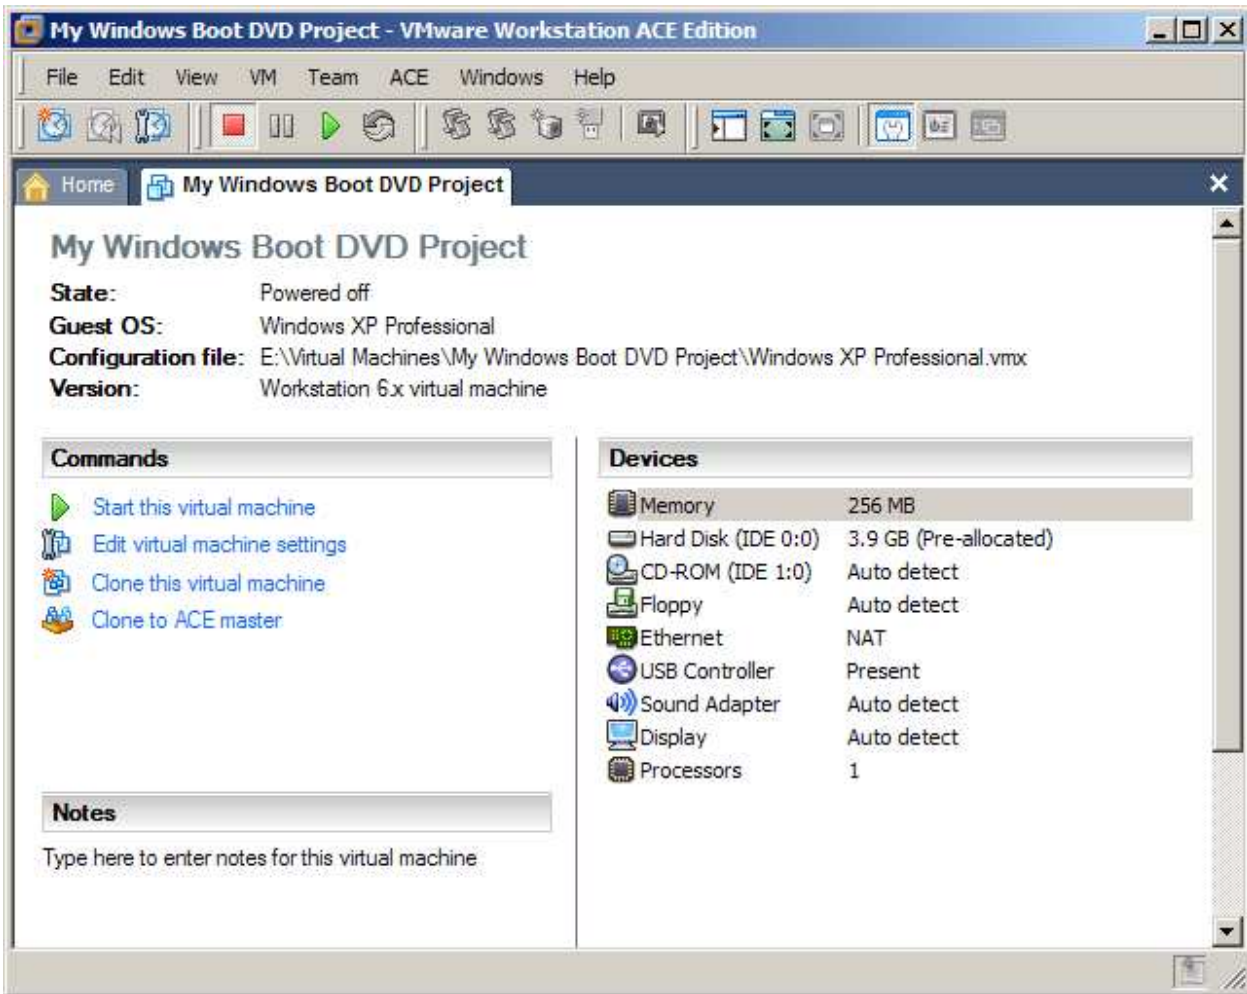 My Windows Boot DVD Project - VMware Workstation ACE Edition
File Edit View VM Team ACE Windows Help
Home My Windows Boot DVD Project
My Windows Boot DVD Project
State: Powered off
Guest OS: Windows XP Professional
Configuration file: E:\Virtual Machines\My Windows Boot DVD Project\Windows XP Professional.vmx
Version: Workstation 6.x virtual machine
Commands
Start this virtual machine
Edit virtual machine settings
Clone this virtual machine
Clone to ACE master
Devices
Memory 256 MB
Hard Disk (IDE 0:0) 3.9 GB (Pre-allocated)
CD-ROM (IDE 1:0) Auto detect
Floppy Auto detect
Ethernet NAT
USB Controller Present
Sound Adapter Auto detect
Display Auto detect
Processors 1
Notes
Type here to enter notes for this virtual machine